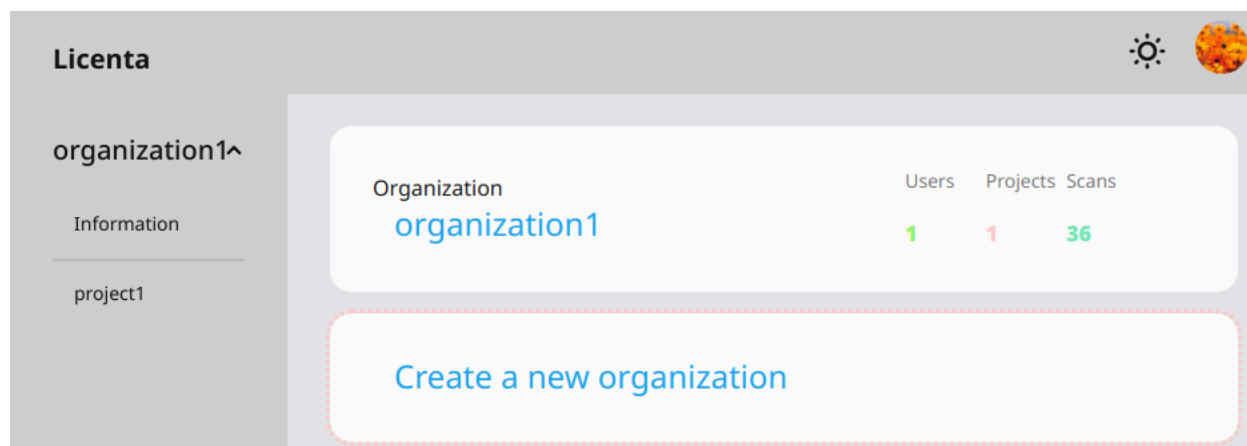 Licenta
organization1
Information
project1
Organization
organization1
Users Projects Scans
1 1 36
Create a new organization